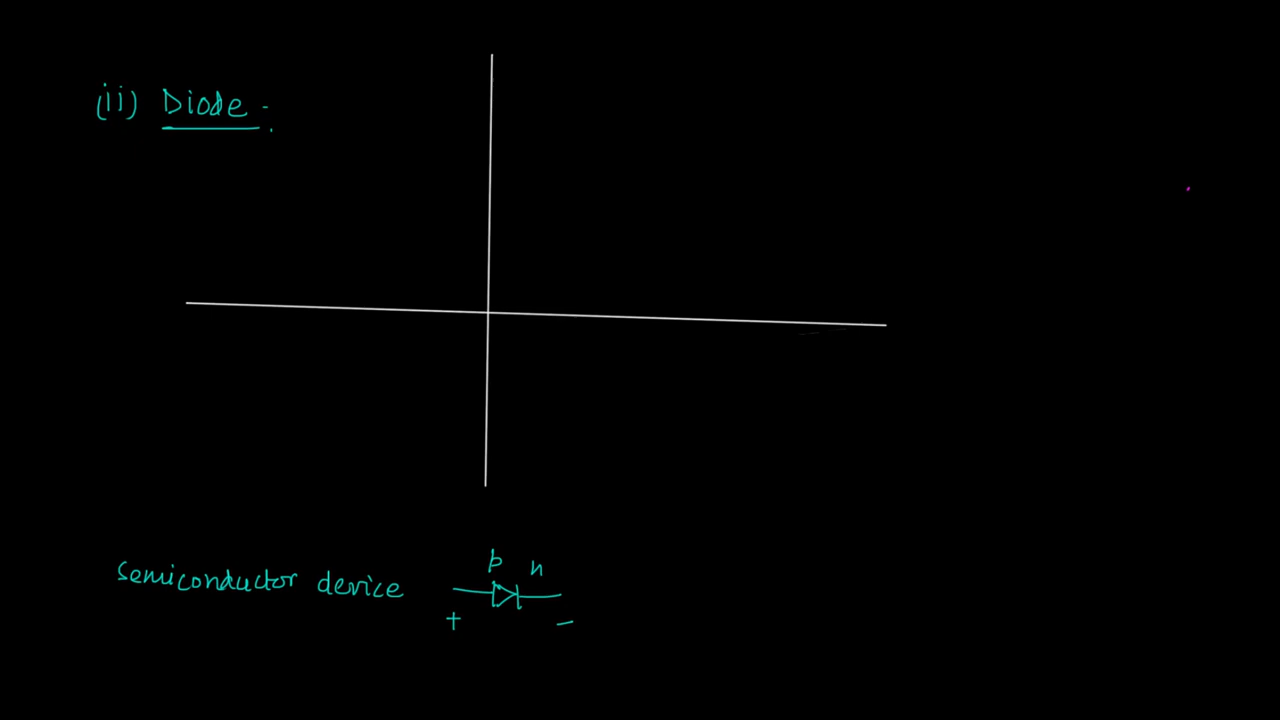 (ii) Diode :
p n
semiconductor device
+ −